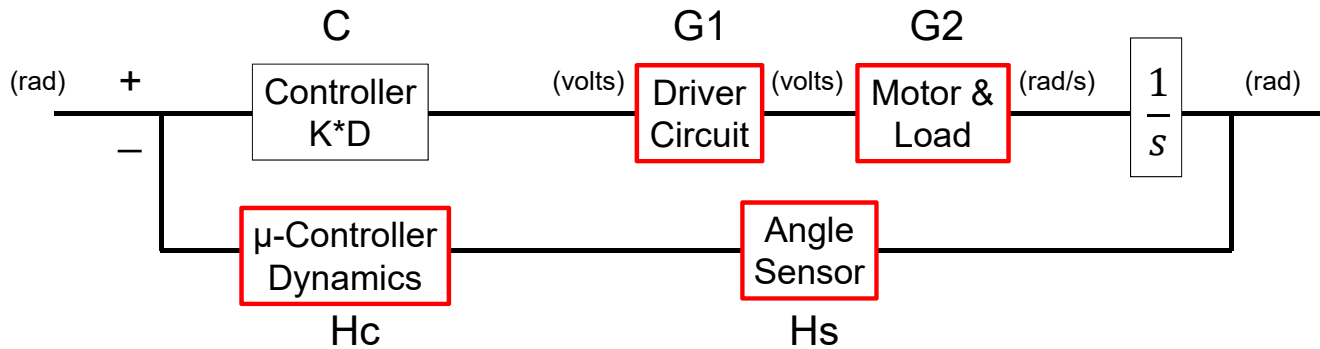 C
G1
G2
(rad)
+
(volts)
(volts)
(rad/s)
(rad)
Controller
K*D
Driver
Circuit
Motor &
Load
1
s
–
µ-Controller
Dynamics
Angle
Sensor
Hc
Hs